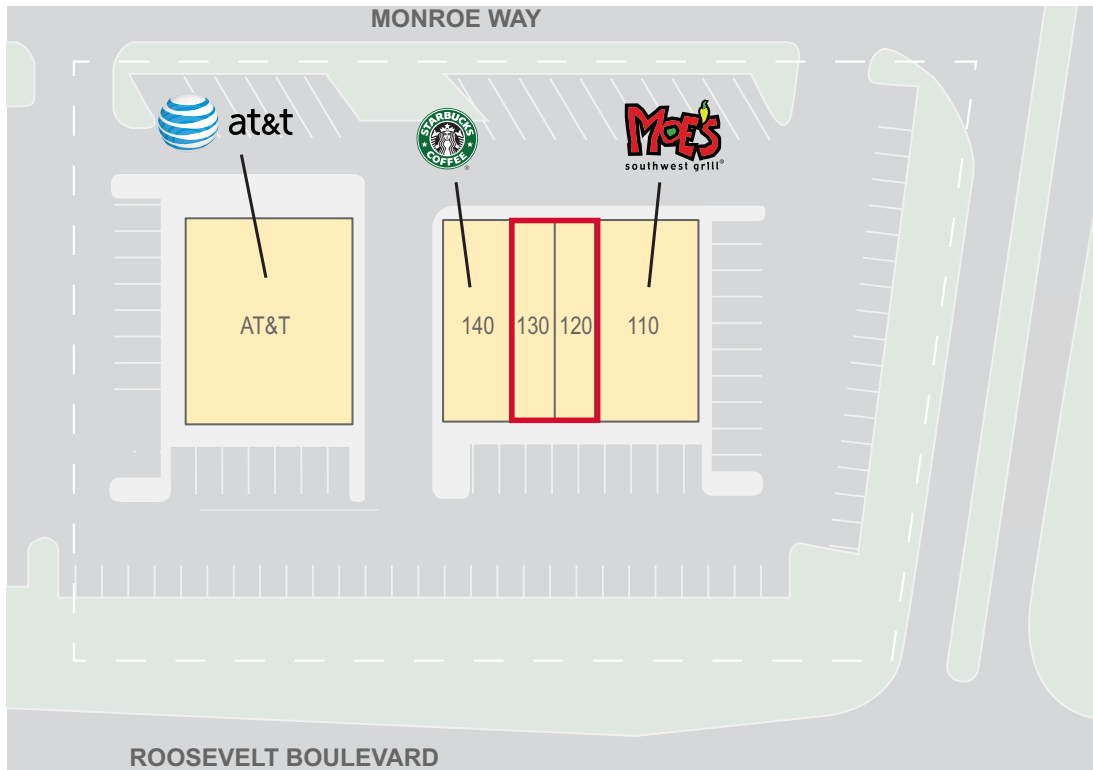 MONROE WAY
at&t
STARBUCKS
COFFEE
®
MOE'S
southwest grill®
AT&T
140
130
120
110
ROOSEVELT BOULEVARD